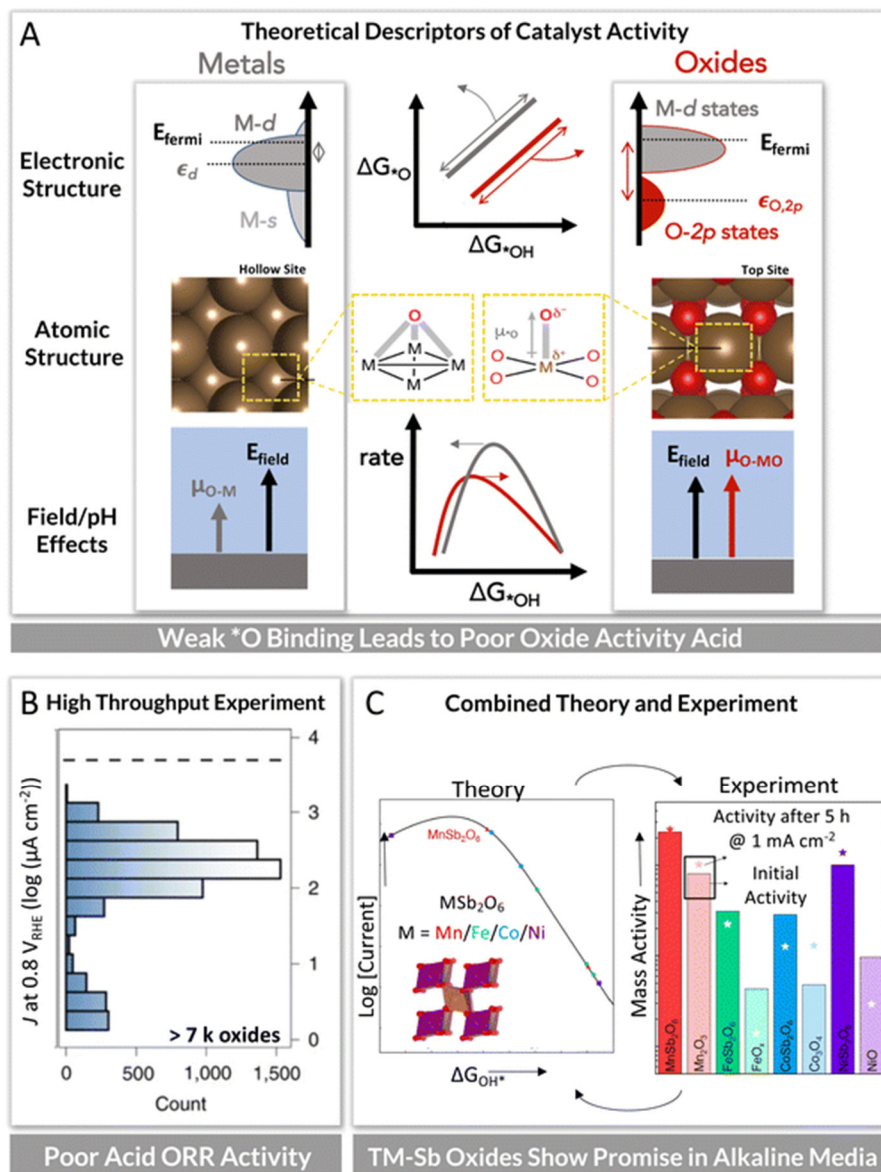 A
Theoretical Descriptors of Catalyst Activity
Metals
Oxides
Electronic
Structure
E_fermi
M-d
ϵ_d
M-s
ΔG*O
ΔG*OH
M-d states
E_fermi
ϵ_O,2p
O-2p states
Atomic
Structure
Hollow Site
O
M
M
M
M
μ*O
O δ−
M δ+
O
O
O
O
Top Site
Field/pH
Effects
μ_O-M
E_field
rate
ΔG*OH
E_field
μ_O-MO
Weak *O Binding Leads to Poor Oxide Activity Acid
B
High Throughput Experiment
J at 0.8 V_RHE (log (μA cm⁻²))
4
3
2
1
0
> 7 k oxides
0 500 1,000 1,500
Count
Poor Acid ORR Activity
C
Combined Theory and Experiment
Theory
Log [Current]
MnSb₂O₆
MSb₂O₆
M = Mn/Fe/Co/Ni
ΔG_OH*
Experiment
Mass Activity
Activity after 5 h
@ 1 mA cm⁻²
Initial
Activity
MnSb₂O₆
Mn₂O₃
FeSb₂O₆
FeOₓ
CoSb₂O₆
Co₃O₄
NiSb₂O₆
NiO
TM-Sb Oxides Show Promise in Alkaline Media